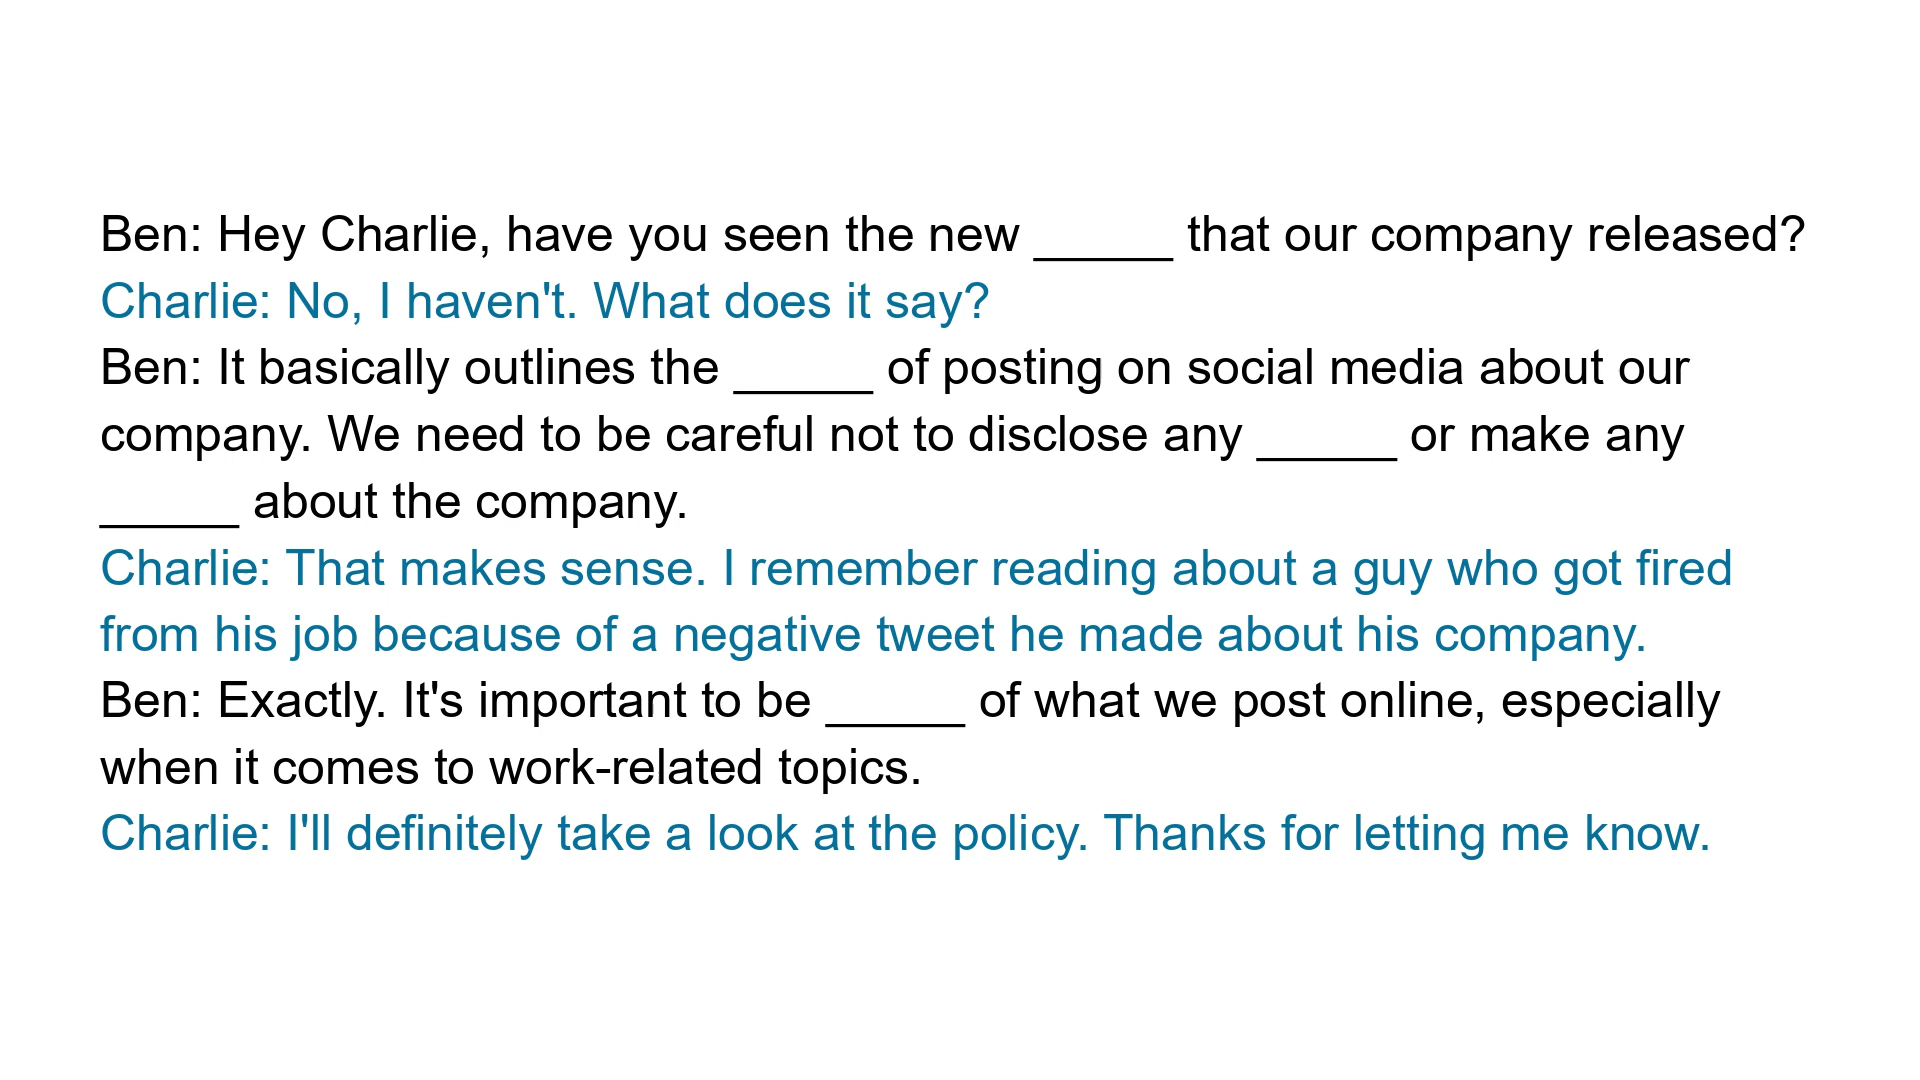 Ben: Hey Charlie, have you seen the new _____ that our company released?
Charlie: No, I haven't. What does it say?
Ben: It basically outlines the _____ of posting on social media about our
company. We need to be careful not to disclose any _____ or make any
_____ about the company.
Charlie: That makes sense. I remember reading about a guy who got fired
from his job because of a negative tweet he made about his company.
Ben: Exactly. It's important to be _____ of what we post online, especially
when it comes to work-related topics.
Charlie: I'll definitely take a look at the policy. Thanks for letting me know.